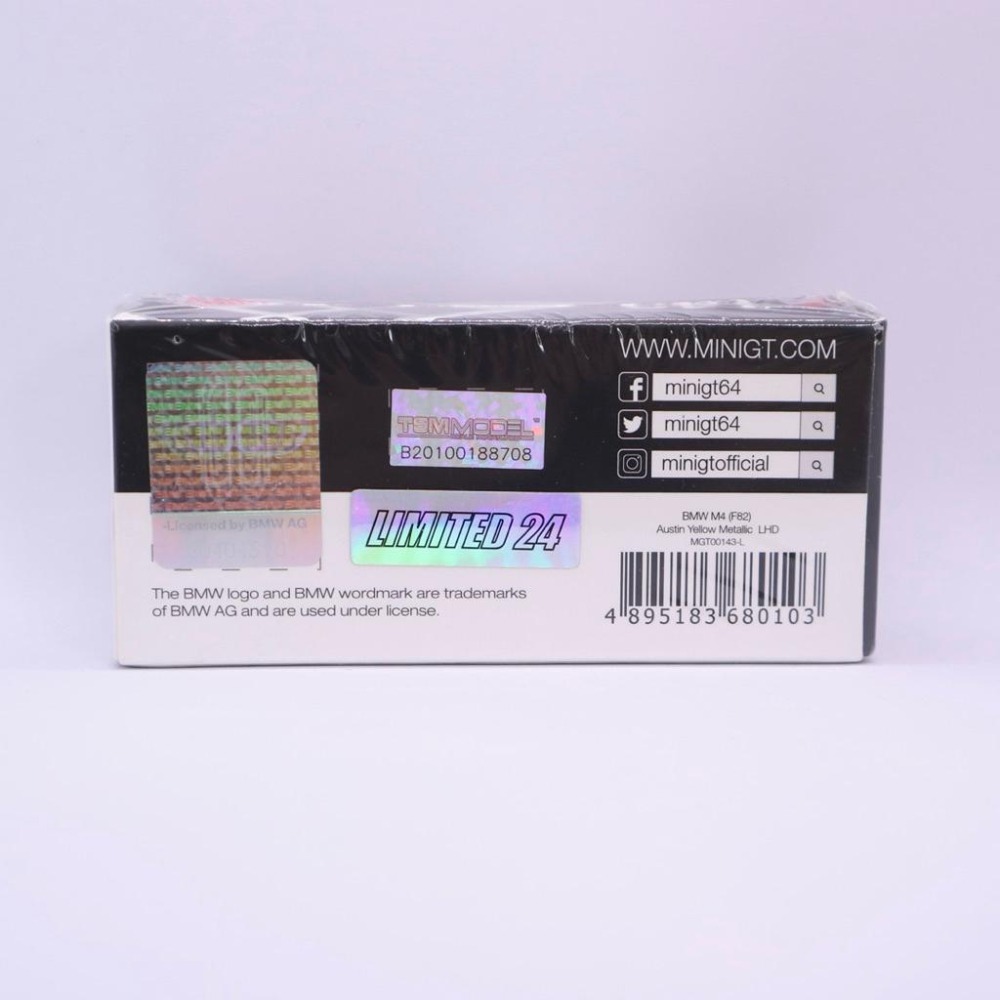 WWW.MINIGT.COM
minigt64
minigt64
minigtofficial
TSM MODEL
B20100188708
LIMITED 24
Licensed by BMW AG
The BMW logo and BMW wordmark are trademarks
of BMW AG and are used under license.
BMW M4 (F82)
Austin Yellow Metallic LHD
MGT00143-L
4 895183 680103